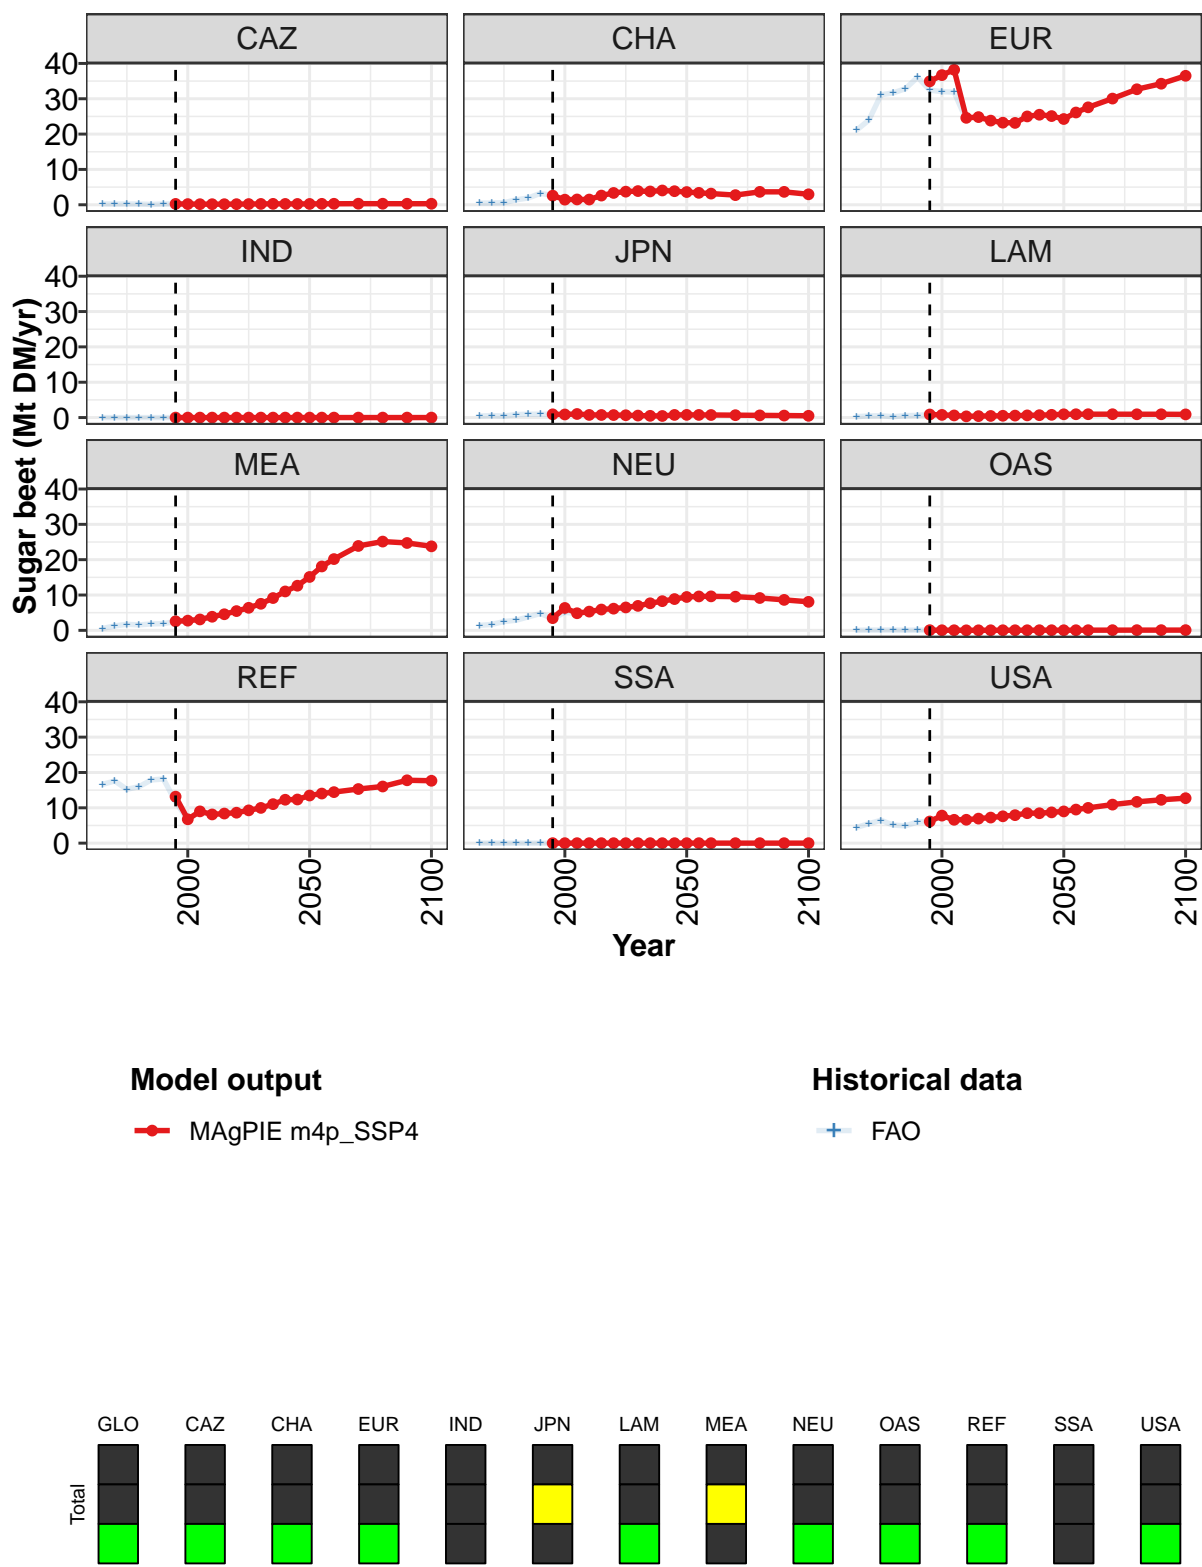 CAZ CHA EUR
40
30
20
10
0
IND JPN LAM
40
30
20
10
0
MEA NEU OAS
40
30
20
10
0
REF SSA USA
40
30
20
10
0
Sugar beet (Mt DM/yr)
2000 2050 2100 2000 2050 2100 2000 2050 2100
Year
Model output Historical data
MAgPIE m4p_SSP4 FAO
GLO CAZ CHA EUR IND JPN LAM MEA NEU OAS REF SSA USA
Total